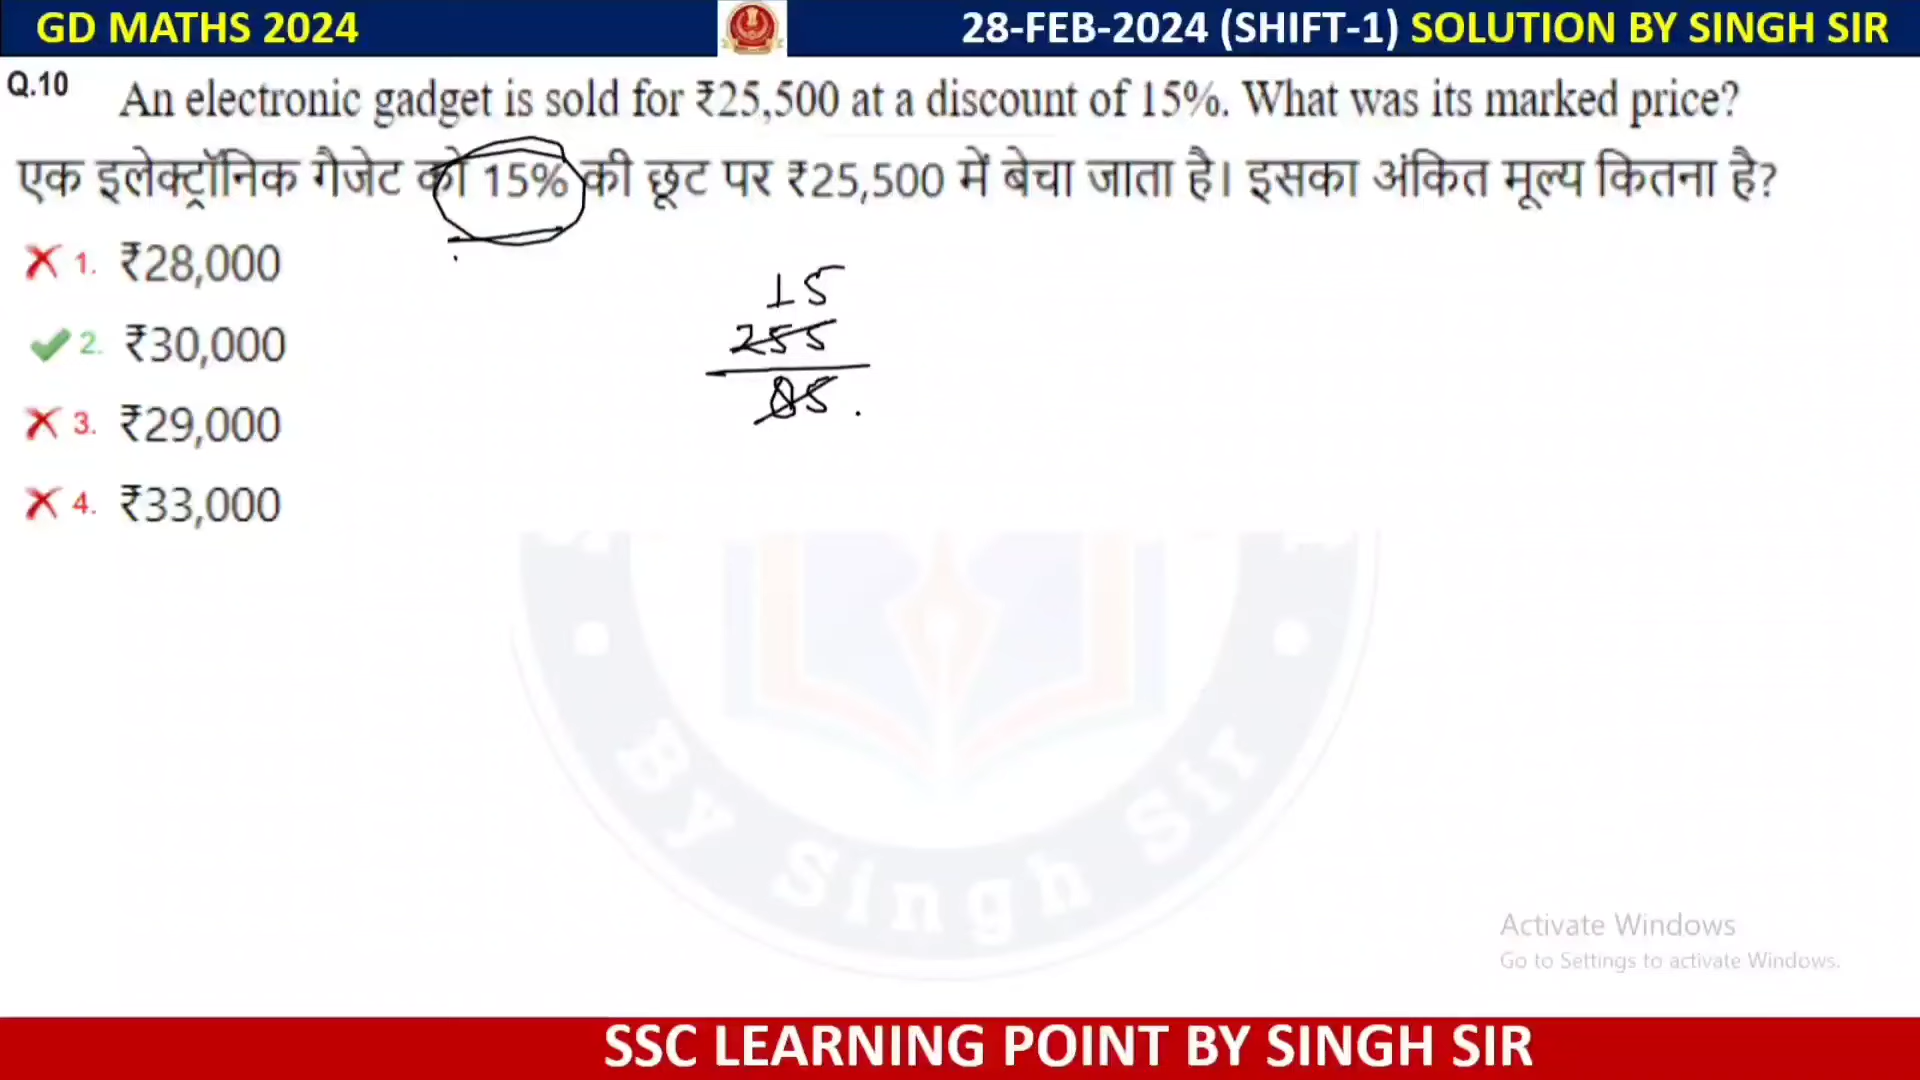 GD MATHS 2024
28-FEB-2024 (SHIFT-1) SOLUTION BY SINGH SIR
Q.10 An electronic gadget is sold for ₹25,500 at a discount of 15%. What was its marked price?
एक इलेक्ट्रॉनिक गैजेट को 15% की छूट पर ₹25,500 में बेचा जाता है। इसका अंकित मूल्य कितना है?
1. ₹28,000
2. ₹30,000
3. ₹29,000
4. ₹33,000
15
255
85
By Singh Sir
Activate Windows
Go to Settings to activate Windows.
SSC LEARNING POINT BY SINGH SIR